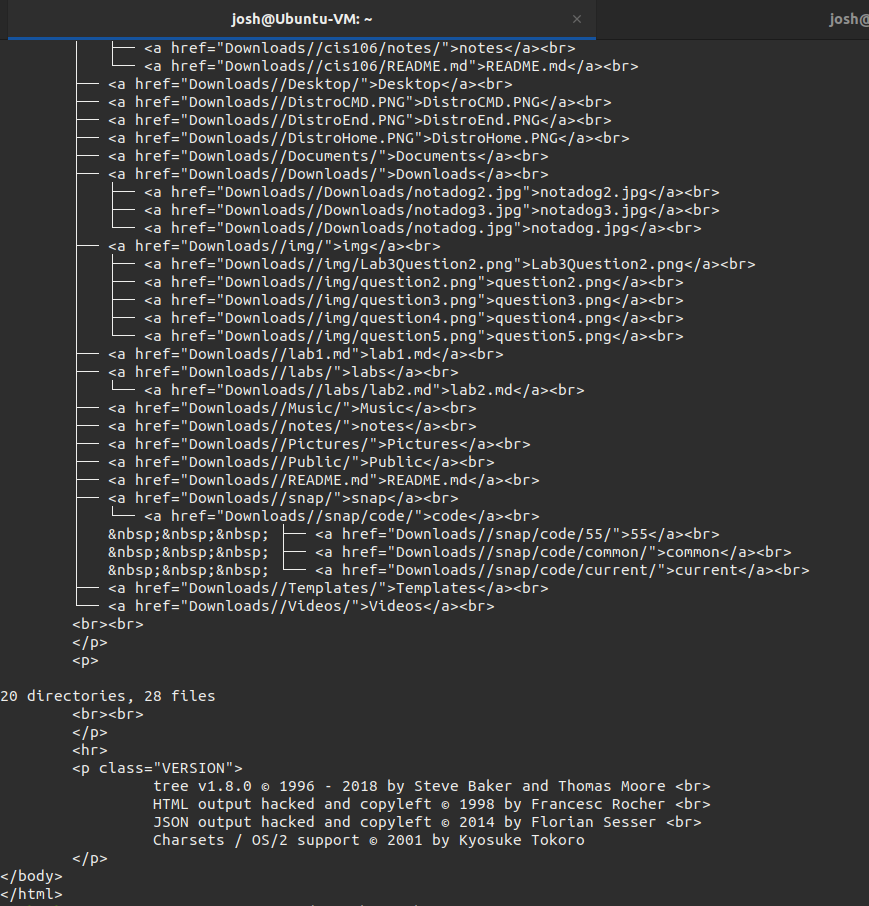 josh@Ubuntu-VM: ~
×
josh@
├── <a href="Downloads//cis106/notes/">notes</a><br>
└── <a href="Downloads//cis106/README.md">README.md</a><br>
├── <a href="Downloads//Desktop/">Desktop</a><br>
├── <a href="Downloads//DistroCMD.PNG">DistroCMD.PNG</a><br>
├── <a href="Downloads//DistroEnd.PNG">DistroEnd.PNG</a><br>
├── <a href="Downloads//DistroHome.PNG">DistroHome.PNG</a><br>
├── <a href="Downloads//Documents/">Documents</a><br>
├── <a href="Downloads//Downloads/">Downloads</a><br>
│   ├── <a href="Downloads//Downloads/notadog2.jpg">notadog2.jpg</a><br>
│   ├── <a href="Downloads//Downloads/notadog3.jpg">notadog3.jpg</a><br>
│   └── <a href="Downloads//Downloads/notadog.jpg">notadog.jpg</a><br>
├── <a href="Downloads//img/">img</a><br>
│   ├── <a href="Downloads//img/Lab3Question2.png">Lab3Question2.png</a><br>
│   ├── <a href="Downloads//img/question2.png">question2.png</a><br>
│   ├── <a href="Downloads//img/question3.png">question3.png</a><br>
│   ├── <a href="Downloads//img/question4.png">question4.png</a><br>
│   └── <a href="Downloads//img/question5.png">question5.png</a><br>
├── <a href="Downloads//lab1.md">lab1.md</a><br>
├── <a href="Downloads//labs/">labs</a><br>
│   └── <a href="Downloads//labs/lab2.md">lab2.md</a><br>
├── <a href="Downloads//Music/">Music</a><br>
├── <a href="Downloads//notes/">notes</a><br>
├── <a href="Downloads//Pictures/">Pictures</a><br>
├── <a href="Downloads//Public/">Public</a><br>
├── <a href="Downloads//README.md">README.md</a><br>
├── <a href="Downloads//snap/">snap</a><br>
│   └── <a href="Downloads//snap/code/">code</a><br>
│   &nbsp;&nbsp;&nbsp; ├── <a href="Downloads//snap/code/55/">55</a><br>
│   &nbsp;&nbsp;&nbsp; ├── <a href="Downloads//snap/code/common/">common</a><br>
│   &nbsp;&nbsp;&nbsp; └── <a href="Downloads//snap/code/current/">current</a><br>
├── <a href="Downloads//Templates/">Templates</a><br>
└── <a href="Downloads//Videos/">Videos</a><br>
<br><br>
</p>
<p>
20 directories, 28 files
<br><br>
</p>
<hr>
<p class="VERSION">
tree v1.8.0 © 1996 - 2018 by Steve Baker and Thomas Moore <br>
HTML output hacked and copyleft © 1998 by Francesc Rocher <br>
JSON output hacked and copyleft © 2014 by Florian Sesser <br>
Charsets / OS/2 support © 2001 by Kyosuke Tokoro
</p>
</body>
</html>